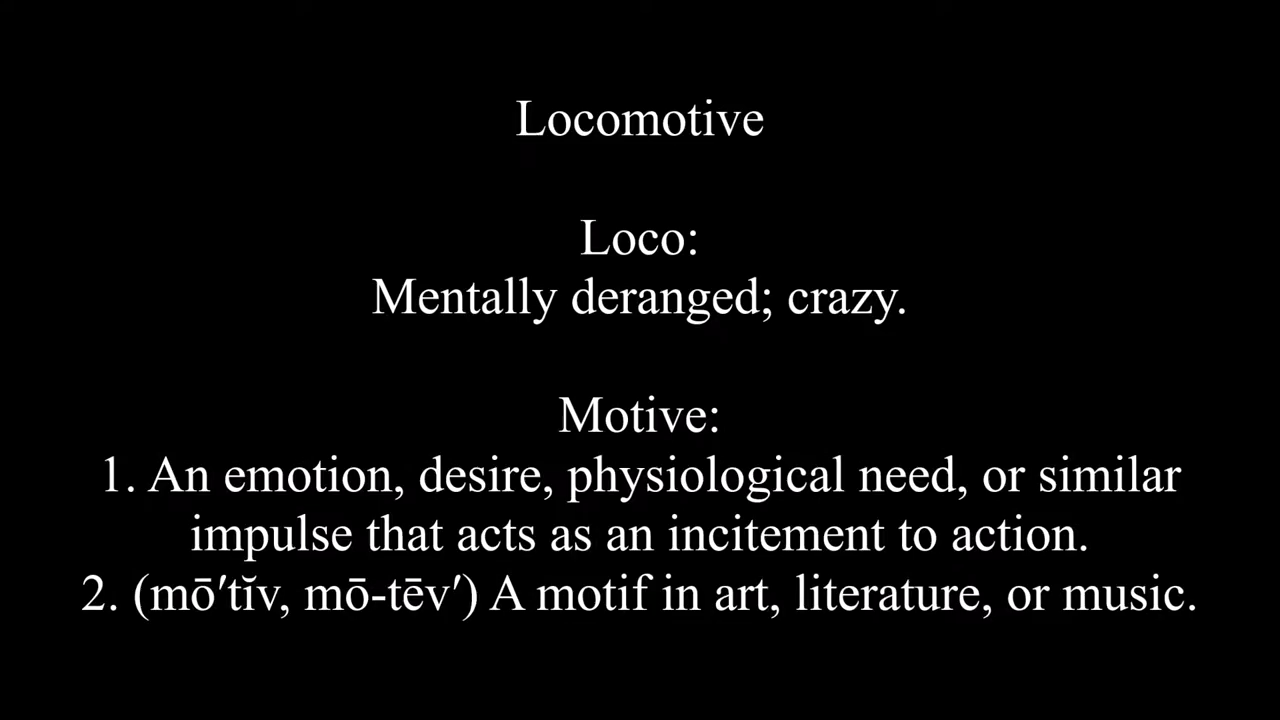 Locomotive
Loco:
Mentally deranged; crazy.
Motive:
1. An emotion, desire, physiological need, or similar
impulse that acts as an incitement to action.
2. (mō′tĭv, mō-tēv′) A motif in art, literature, or music.